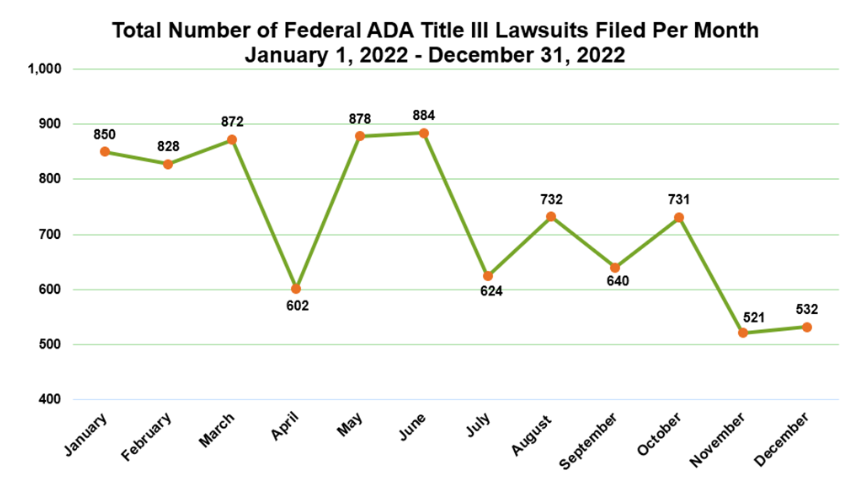 Total Number of Federal ADA Title III Lawsuits Filed Per Month
January 1, 2022 - December 31, 2022
1,000
900
800
700
600
500
400
850
828
872
602
878
884
624
732
640
731
521
532
January
February
March
April
May
June
July
August
September
October
November
December